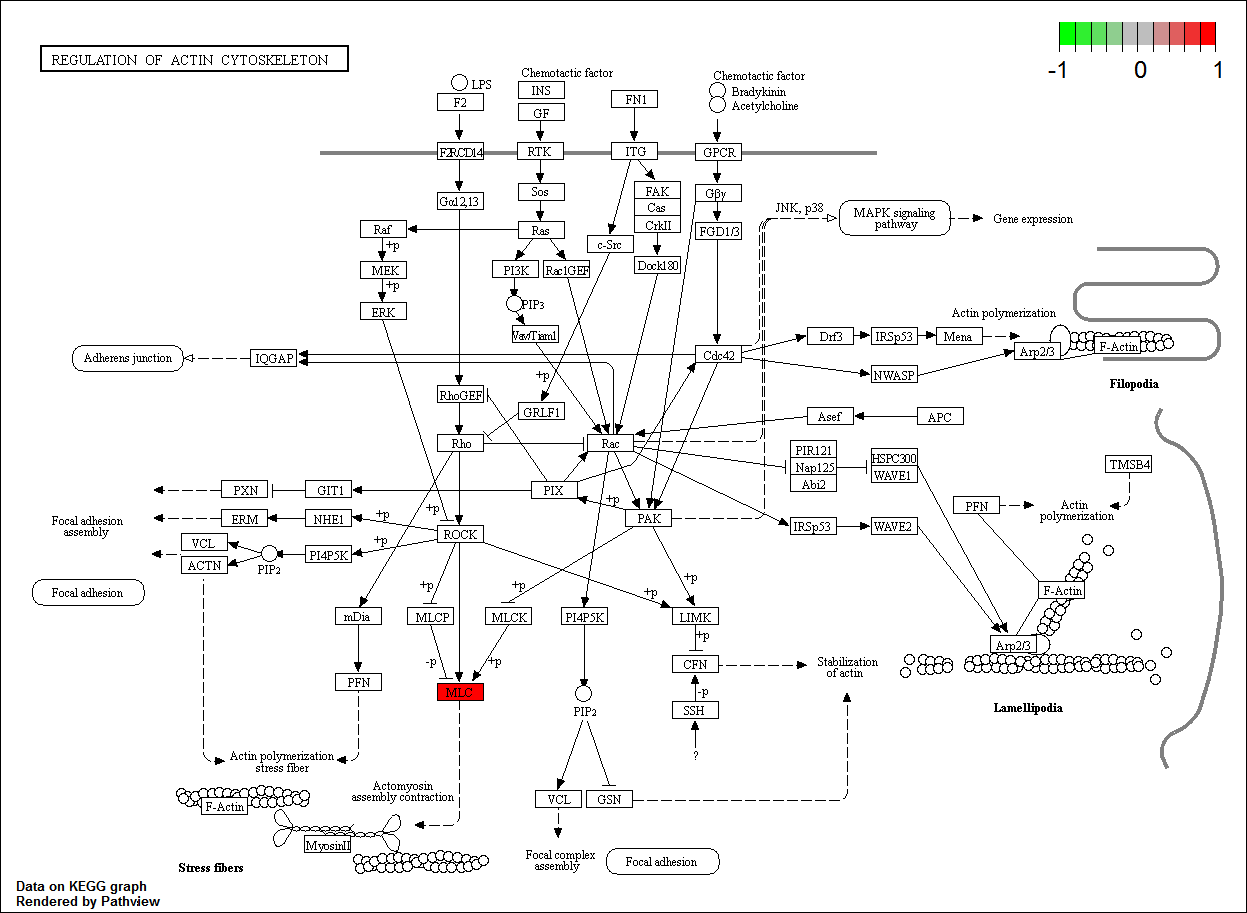 REGULATION OF ACTIN CYTOSKELETON
-1 0 1
LPS
Chemotactic factor
Chemotactic factor
F2
INS
FN1
Bradykinin
GF
Acetylcholine
F2R CD14
RTK
ITG
GPCR
Gα12,13
Sos
FAK
Cas
CrkII
Gβγ
JNK, p38
MAPK signaling
pathway
Gene expression
Raf
Ras
c-Src
FGD1/3
+p
MEK
PI3K
Rac1GEF
Dock180
+p
ERK
PIP3
Vav/Tiam1
Actin polymerization
Drf3
IRSp53
Mena
Arp2/3
F-Actin
Adherens junction
IQGAP
Cdc42
NWASP
Filopodia
+p
RhoGEF
GRLF1
Asef
APC
Rho
Rac
PIR121
Nap125
Abi2
HSPC300
WAVE1
TMSB4
PXN
GIT1
PIX
+p
PFN
Actin
polymerization
Focal adhesion
assembly
ERM
NHE1
+p
+p
PAK
IRSp53
WAVE2
ROCK
VCL
ACTN
PIP2
PI4P5K
+p
Focal adhesion
+p
+p
+p
+p
F-Actin
mDia
MLCP
MLCK
PI4P5K
LIMK
+p
Arp2/3
-p
+p
CFN
Stabilization
of actin
PFN
MLC
-p
SSH
Lamellipodia
PIP2
?
Actin polymerization
stress fiber
Actomyosin
assembly contraction
F-Actin
VCL
GSN
MyosinII
Focal complex
assembly
Focal adhesion
Stress fibers
Data on KEGG graph
Rendered by Pathview